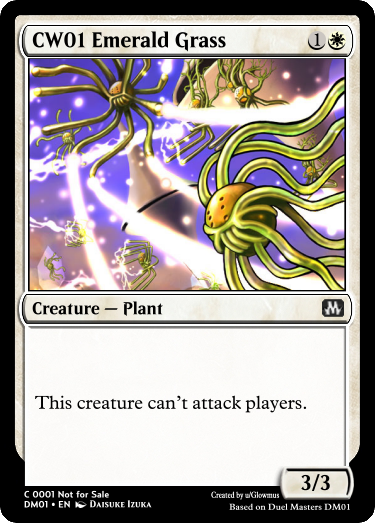 CW01 Emerald Grass 1
Creature — Plant M
This creature can't attack players.
3/3
C 0001 Not for Sale Created by u/Glowmus
DM01 • EN Daisuke Izuka Based on Duel Masters DM01